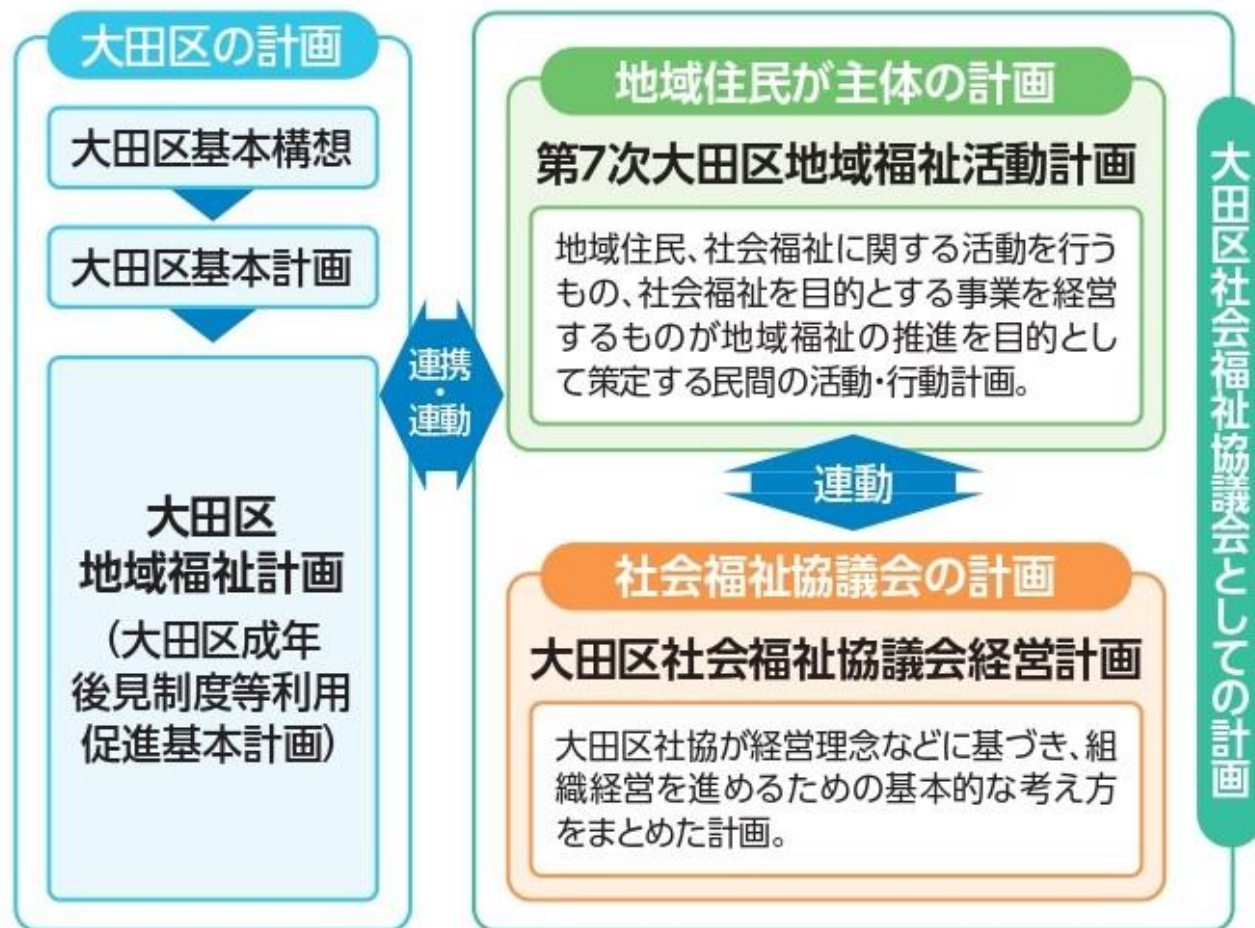 大田区の計画
大田区基本構想
大田区基本計画
大田区
地域福祉計画
（大田区成年
後見制度等利用
促進基本計画）
連携
・
連動
地域住民が主体の計画
第7次大田区地域福祉活動計画
地域住民、社会福祉に関する活動を行う
もの、社会福祉を目的とする事業を経営
するものが地域福祉の推進を目的とし
て策定する民間の活動・行動計画。
連動
社会福祉協議会の計画
大田区社会福祉協議会経営計画
大田区社協が経営理念などに基づき、組
織経営を進めるための基本的な考え方
をまとめた計画。
大田区社会福祉協議会としての計画